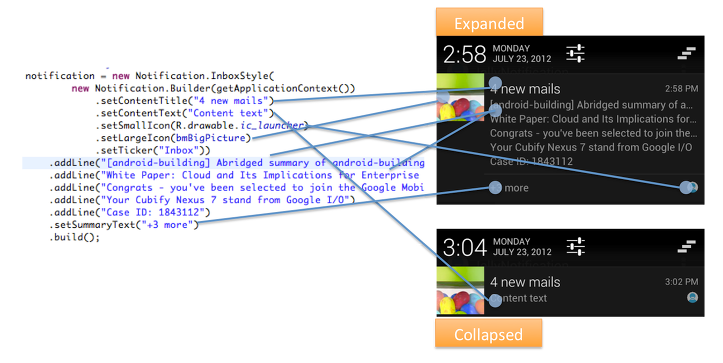 notification = new Notification.InboxStyle(
new Notification.Builder(getApplicationContext())
.setContentTitle("4 new mails")
.setContentText("Content text")
.setSmallIcon(R.drawable.ic_launcher)
.setLargeIcon(bmBigPicture)
.setTicker("Inbox"))
.addLine("[android-building] Abridged summary of android-building
.addLine("White Paper: Cloud and Its Implications for Enterprise
.addLine("Congrats - you've been selected to join the Google Mobi
.addLine("Your Cubify Nexus 7 stand from Google I/O")
.addLine("Case ID: 1843112")
.setSummaryText("+3 more")
.build();
Expanded
2:58 MONDAY
JULY 23, 2012
4 new mails 2:58 PM
[android-building] Abridged summary of a...
White Paper: Cloud and Its Implications for...
Congrats - you've been selected to join the...
Your Cubify Nexus 7 stand from Google I/O
Case ID: 1843112
more
3:04 MONDAY
JULY 23, 2012
4 new mails 3:02 PM
Content text
Collapsed